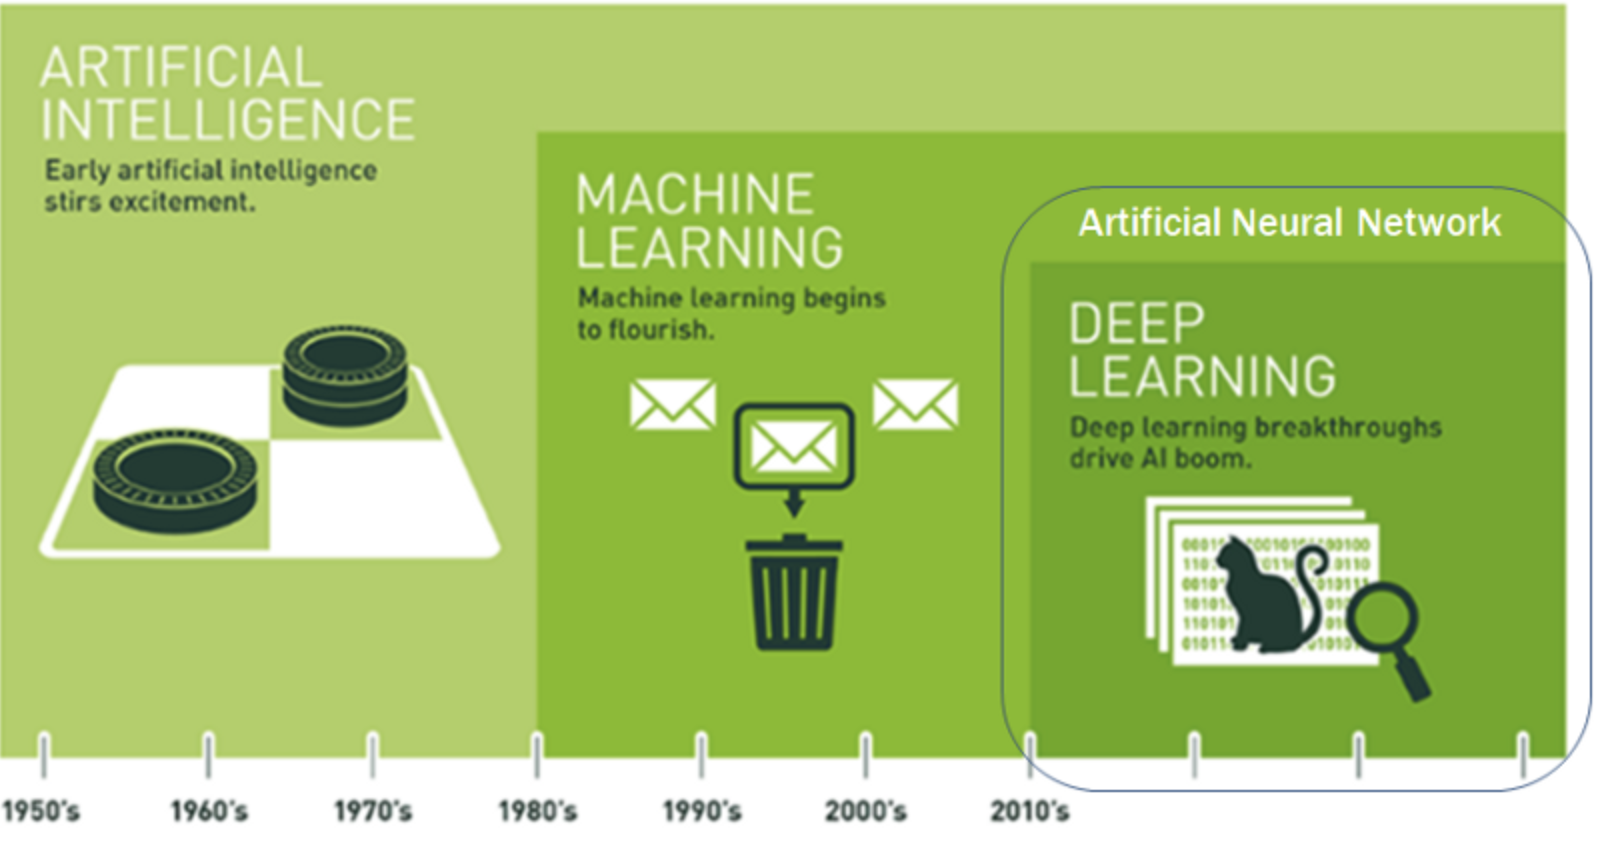 ARTIFICIAL
INTELLIGENCE
Early artificial intelligence
stirs excitement.
MACHINE
LEARNING
Machine learning begins
to flourish.
Artificial Neural Network
DEEP
LEARNING
Deep learning breakthroughs
drive AI boom.
1950's 1960's 1970's 1980's 1990's 2000's 2010's